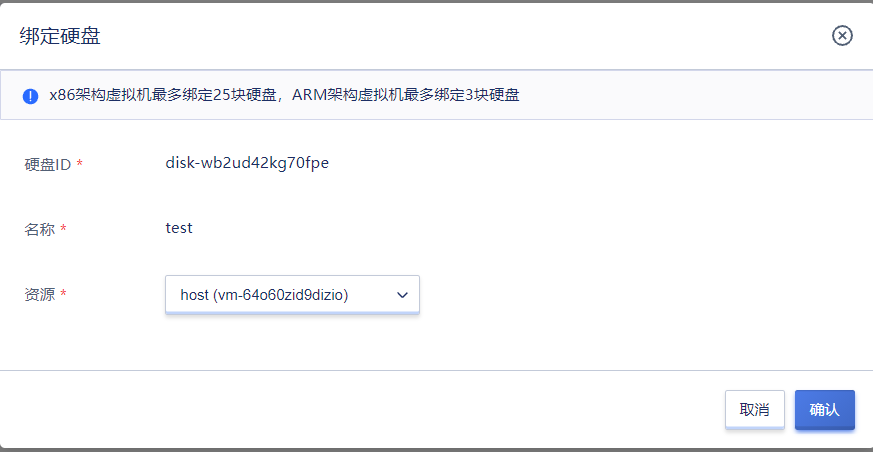 绑定硬盘
x86架构虚拟机最多绑定25块硬盘，ARM架构虚拟机最多绑定3块硬盘
硬盘ID * disk-wb2ud42kg70fpe
名称 * test
资源 * host (vm-64o60zid9dizio)
取消 确认